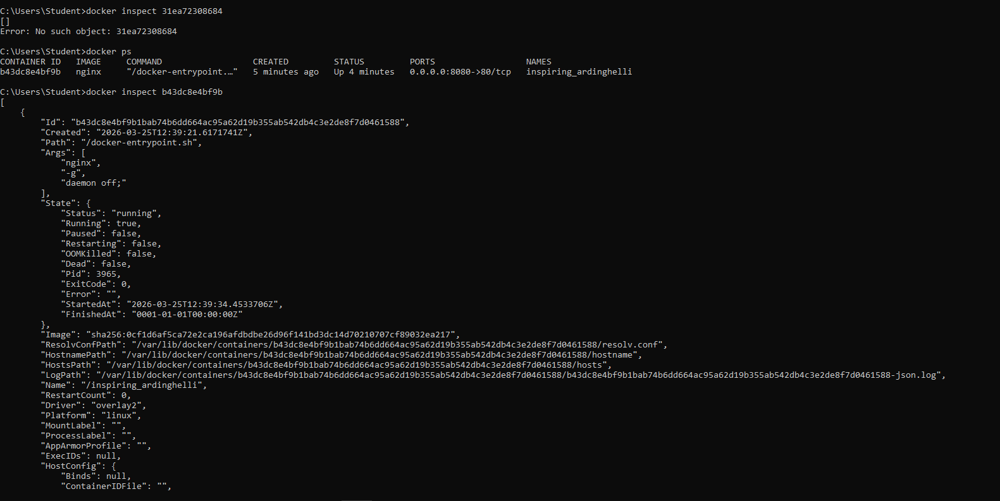 C:\Users\Student>docker inspect 31ea72308684
[]
Error: No such object: 31ea72308684
C:\Users\Student>docker ps
CONTAINER ID   IMAGE     COMMAND                  CREATED         STATUS         PORTS                  NAMES
b43dc8e4bf9b   nginx     "/docker-entrypoint.…"   5 minutes ago   Up 4 minutes   0.0.0.0:8080->80/tcp   inspiring_ardinghelli
C:\Users\Student>docker inspect b43dc8e4bf9b
[
    {
        "Id": "b43dc8e4bf9b1bab74b6dd664ac95a62d19b355ab542db4c3e2de8f7d0461588",
        "Created": "2026-03-25T12:39:21.6171741Z",
        "Path": "/docker-entrypoint.sh",
        "Args": [
            "nginx",
            "-g",
            "daemon off;"
        ],
        "State": {
            "Status": "running",
            "Running": true,
            "Paused": false,
            "Restarting": false,
            "OOMKilled": false,
            "Dead": false,
            "Pid": 3965,
            "ExitCode": 0,
            "Error": "",
            "StartedAt": "2026-03-25T12:39:34.4533706Z",
            "FinishedAt": "0001-01-01T00:00:00Z"
        },
        "Image": "sha256:0cf1d6af5ca72e2ca196afdbdbe26d96f141bd3dc14d70210707cf89032ea217",
        "ResolvConfPath": "/var/lib/docker/containers/b43dc8e4bf9b1bab74b6dd664ac95a62d19b355ab542db4c3e2de8f7d0461588/resolv.conf",
        "HostnamePath": "/var/lib/docker/containers/b43dc8e4bf9b1bab74b6dd664ac95a62d19b355ab542db4c3e2de8f7d0461588/hostname",
        "HostsPath": "/var/lib/docker/containers/b43dc8e4bf9b1bab74b6dd664ac95a62d19b355ab542db4c3e2de8f7d0461588/hosts",
        "LogPath": "/var/lib/docker/containers/b43dc8e4bf9b1bab74b6dd664ac95a62d19b355ab542db4c3e2de8f7d0461588/b43dc8e4bf9b1bab74b6dd664ac95a62d19b355ab542db4c3e2de8f7d0461588-json.log",
        "Name": "/inspiring_ardinghelli",
        "RestartCount": 0,
        "Driver": "overlay2",
        "Platform": "linux",
        "MountLabel": "",
        "ProcessLabel": "",
        "AppArmorProfile": "",
        "ExecIDs": null,
        "HostConfig": {
            "Binds": null,
            "ContainerIDFile": "",